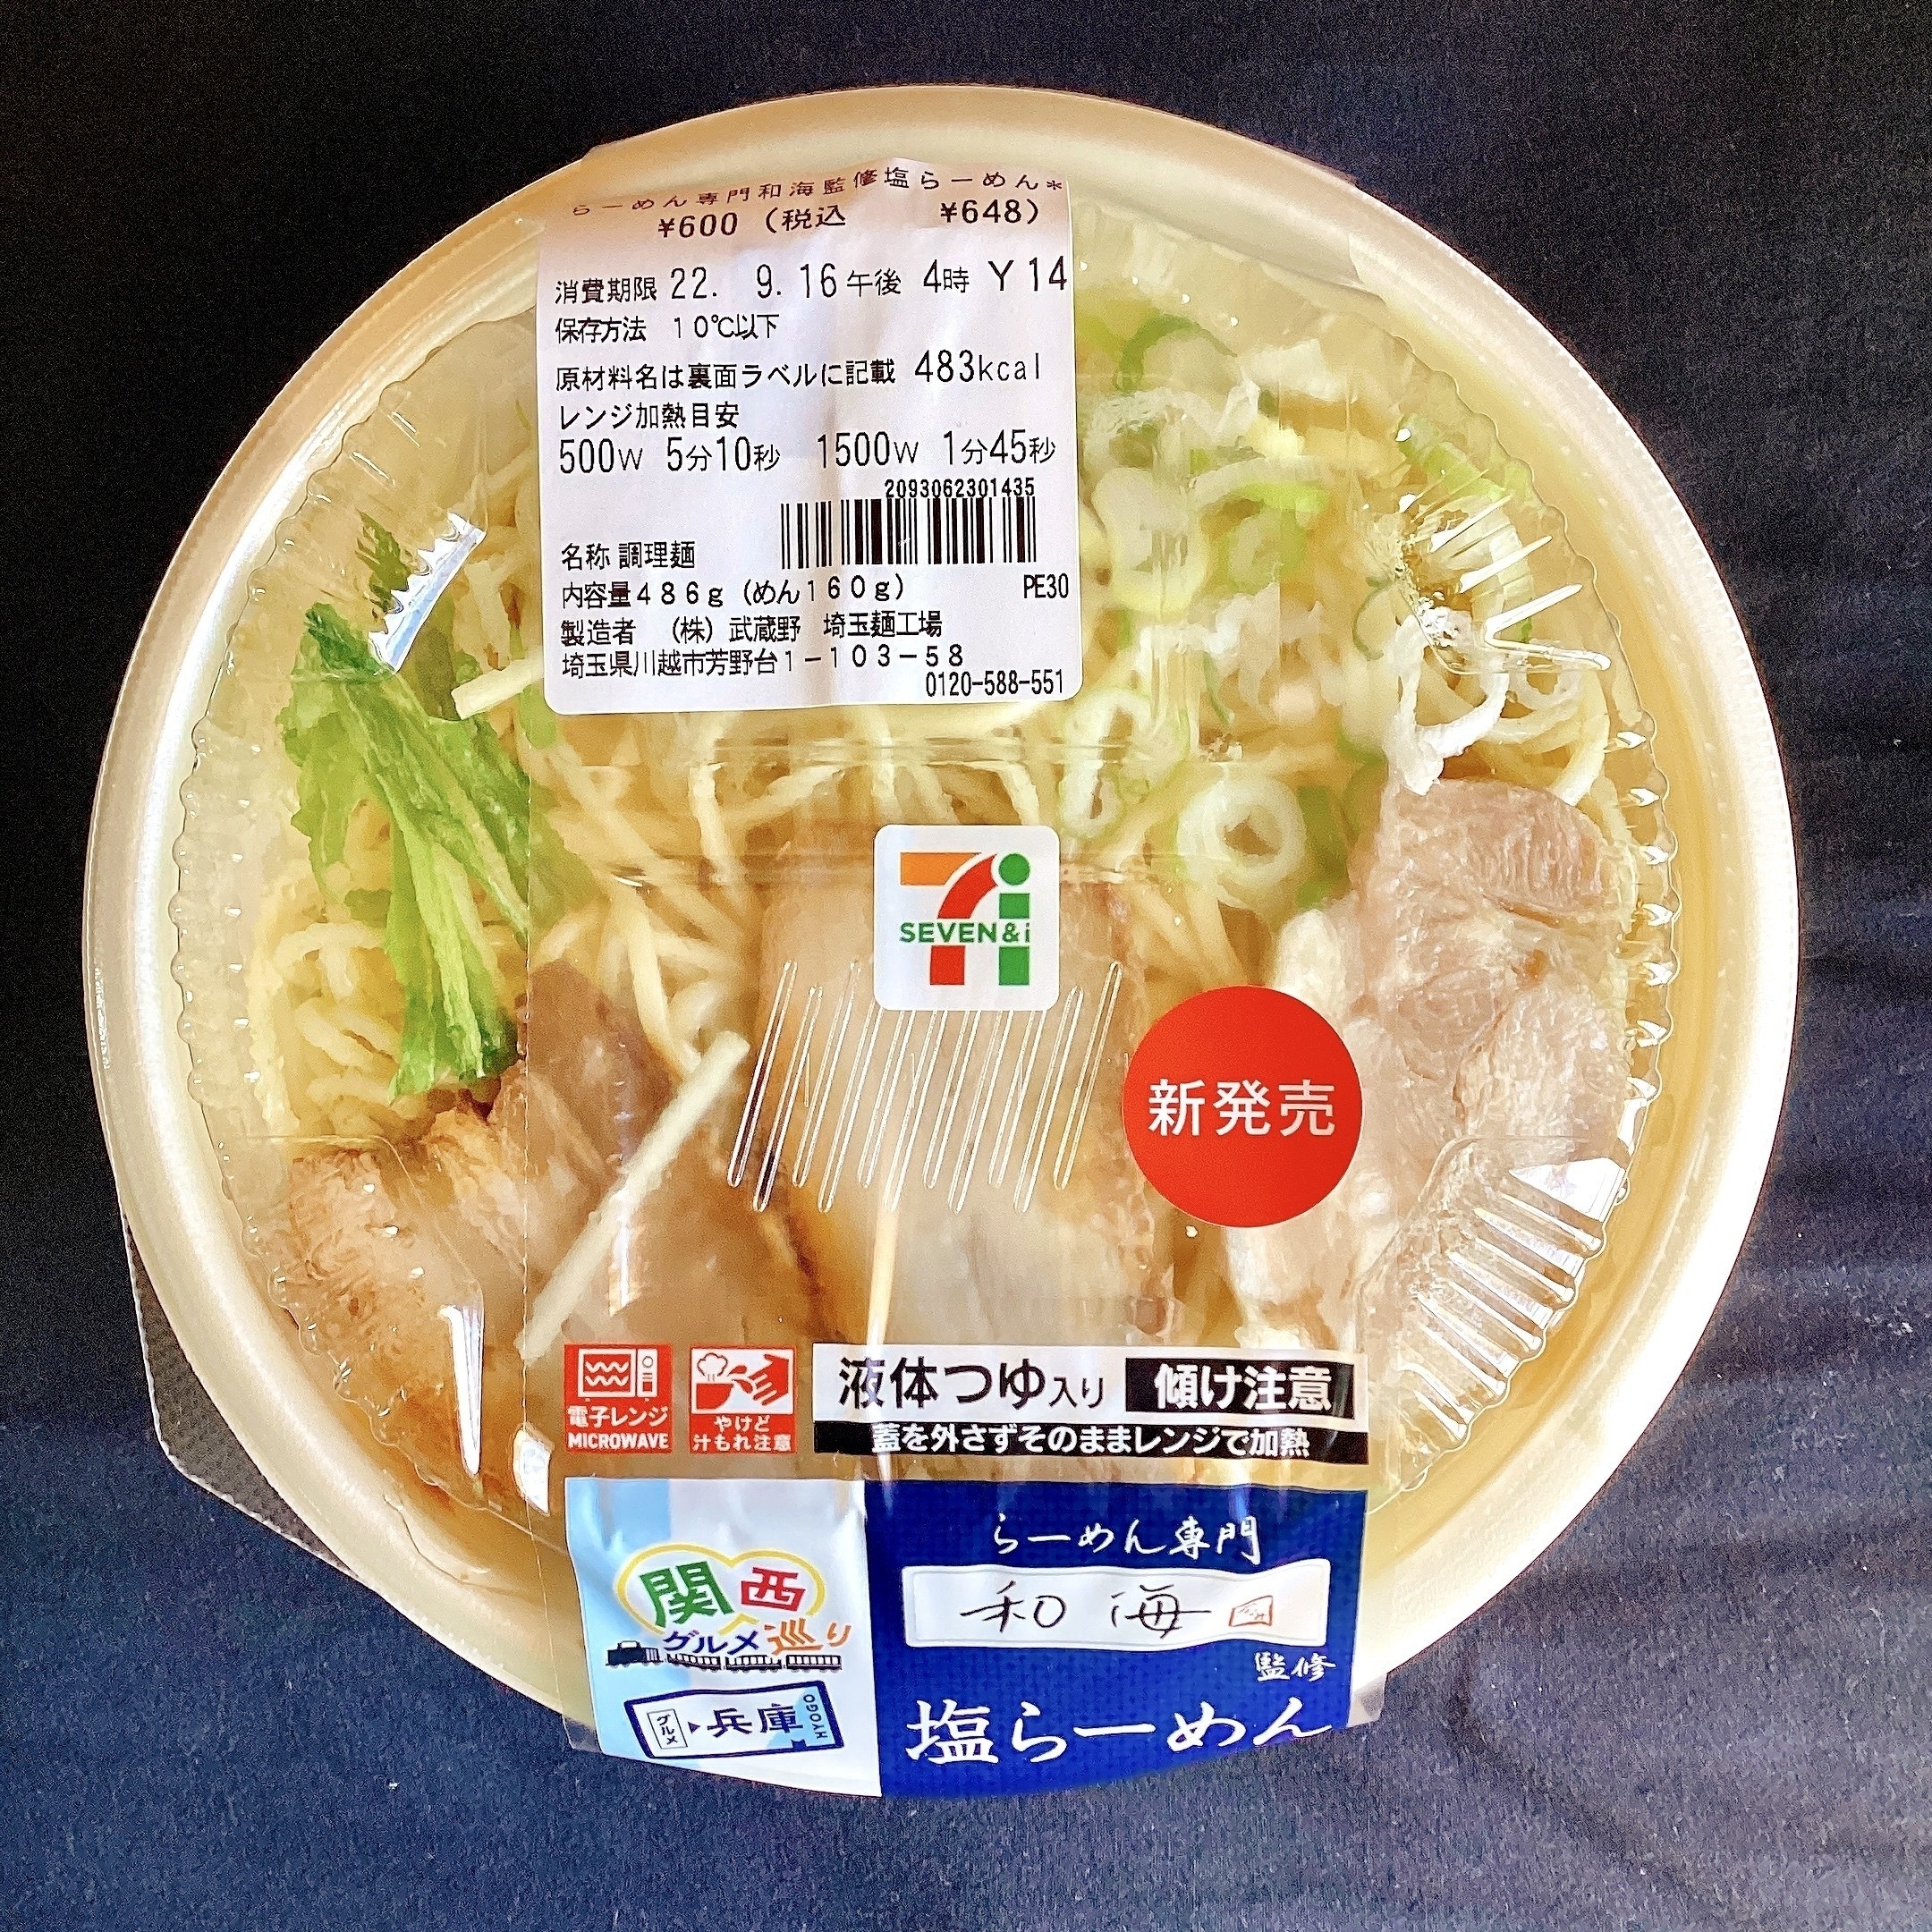 らーめん専門和海監修塩らーめん*
¥600 (税込 ¥648)
消費期限 22. 9. 16 午後 4時 Y 14
保存方法 10℃以下
原材料名は裏面ラベルに記載 483kcal
レンジ加熱目安
500W 5分10秒 1500W 1分45秒
2093062301435
名称 調理麺
内容量486g (めん160g) PE30
製造者 (株) 武蔵野 埼玉麺工場
埼玉県川越市芳野台1-103-58
0120-588-551
SEVEN&i
新発売
電子レンジ
MICROWAVE
やけど
汁もれ注意
液体つゆ入り 傾け注意
蓋を外さずそのままレンジで加熱
関西
グルメ巡り
グルメ 兵庫 HYOGO
らーめん専門
和海
監修
塩らーめん